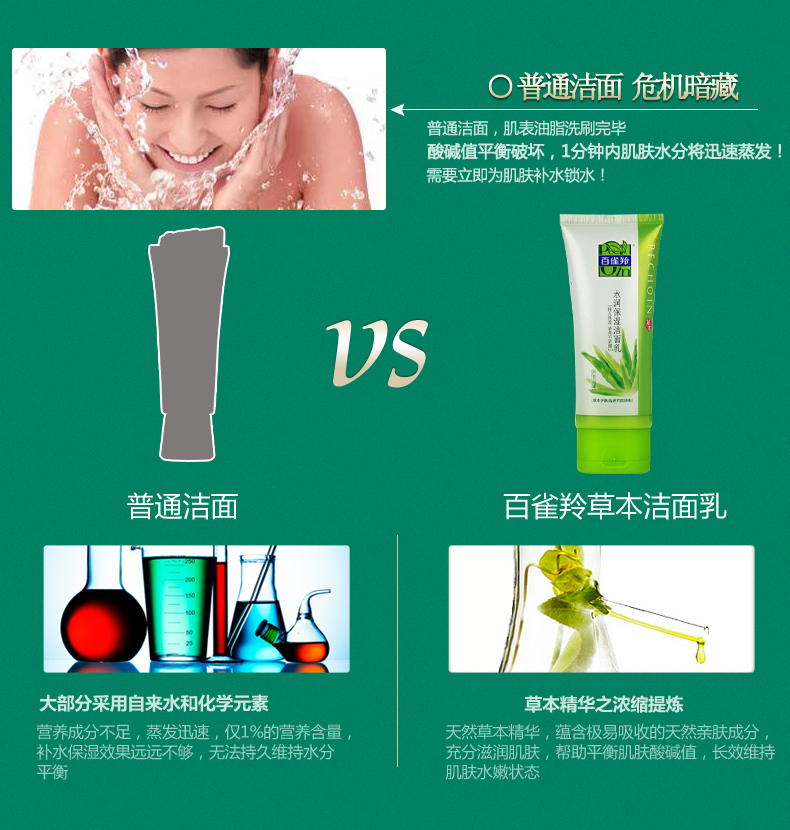 普通洁面 危机暗藏
普通洁面，肌表油脂洗刷完毕
酸碱值平衡破坏，1分钟内肌肤水分将迅速蒸发！
需要立即为肌肤补水锁水！
百雀羚
PECHOIN
水润保湿洁面乳
vs
普通洁面
百雀羚草本洁面乳
250
200
150
100
50
25
大部分采用自来水和化学元素
营养成分不足，蒸发迅速，仅1%的营养含量，
补水保湿效果远远不够，无法持久维持水分
平衡
草本精华之浓缩提炼
天然草本精华，蕴含极易吸收的天然亲肤成分，
充分滋润肌肤，帮助平衡肌肤酸碱值，长效维持
肌肤水嫩状态